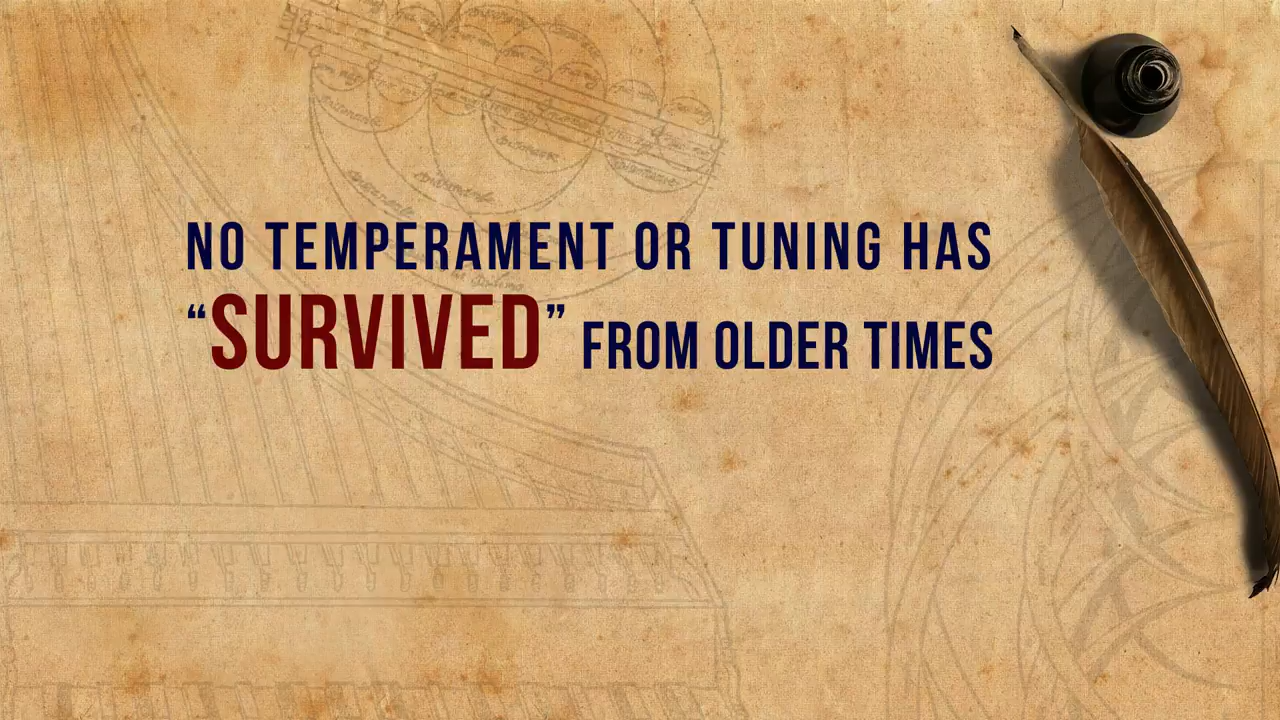 NO TEMPERAMENT OR TUNING HAS
“SURVIVED” FROM OLDER TIMES